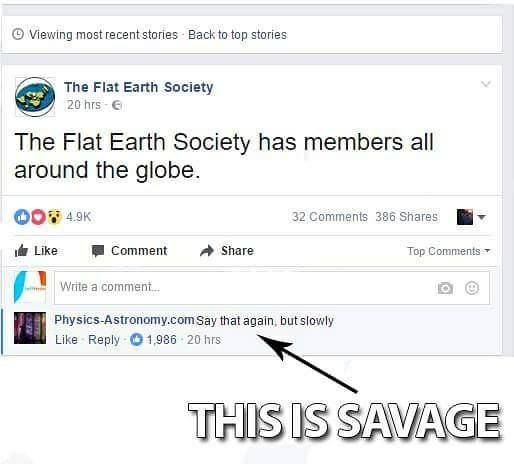 Viewing most recent stories · Back to top stories
The Flat Earth Society
20 hrs ·
The Flat Earth Society has members all
around the globe.
4.9K 32 Comments 386 Shares
Like Comment Share Top Comments
Write a comment...
Physics-Astronomy.com Say that again, but slowly
Like · Reply · 1,986 · 20 hrs
THIS IS SAVAGE